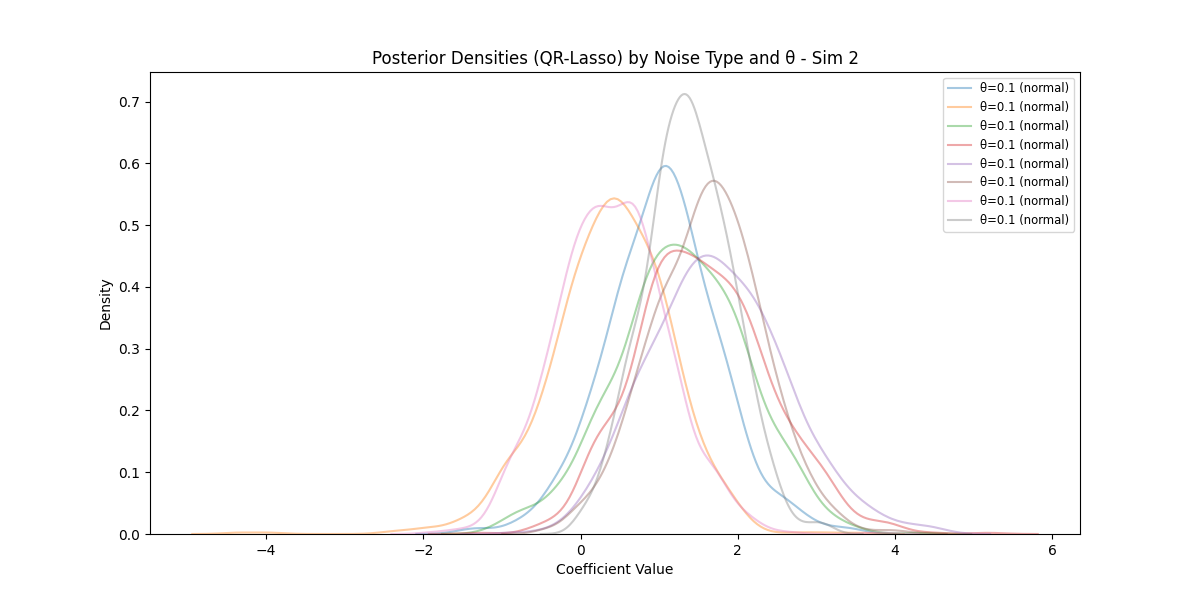 Posterior Densities (QR-Lasso) by Noise Type and θ - Sim 2
θ=0.1 (normal)
θ=0.1 (normal)
θ=0.1 (normal)
θ=0.1 (normal)
θ=0.1 (normal)
θ=0.1 (normal)
θ=0.1 (normal)
θ=0.1 (normal)
0.7
0.6
0.5
0.4
0.3
0.2
0.1
0.0
Density
−4 −2 0 2 4 6
Coefficient Value